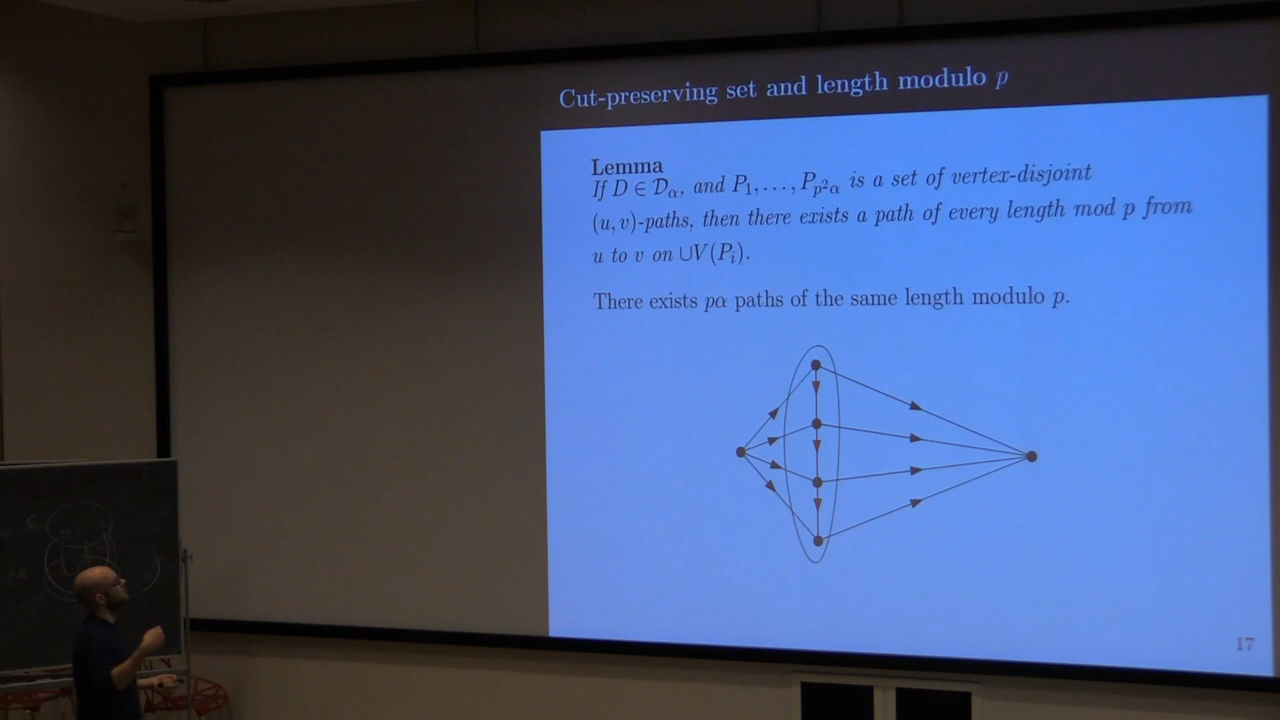 Cut-preserving set and length modulo p
Lemma
If D ∈ 𝒟_α, and P_1, …, P_{p^2α} is a set of vertex-disjoint
(u, v)-paths, then there exists a path of every length mod p from
u to v on ∪V(P_i).
There exists pα paths of the same length modulo p.
17